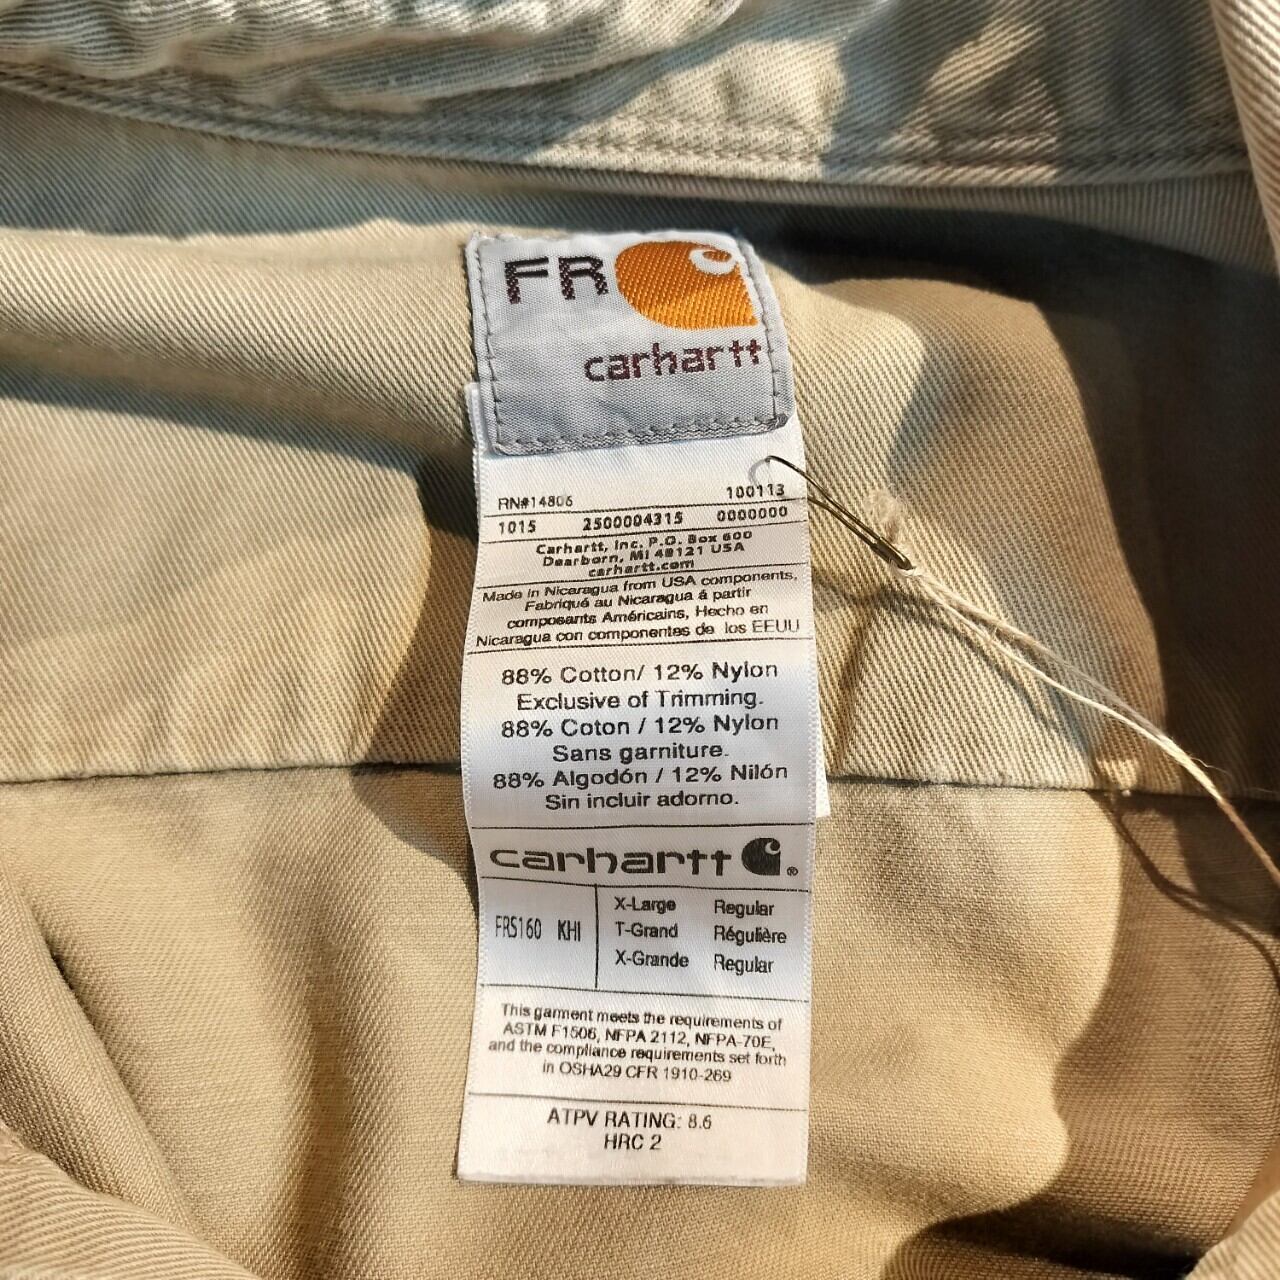 FR
carhartt
RN#14806 100113
1015 2500004315 0000000
Carhartt, Inc. P.O. Box 600
Dearborn, MI 48121 USA
carhartt.com
Made in Nicaragua from USA components,
Fabriqué au Nicaragua á partir
composants Américains, Hecho en
Nicaragua con componentes de los EEUU
88% Cotton/ 12% Nylon
Exclusive of Trimming.
88% Coton / 12% Nylon
Sans garniture.
88% Algodón / 12% Nilón
Sin incluir adorno.
carhartt ®
FRS160 KHI
X-Large Regular
T-Grand Régulière
X-Grande Regular
This garment meets the requirements of
ASTM F1506, NFPA 2112, NFPA-70E,
and the compliance requirements set forth
in OSHA29 CFR 1910-269
ATPV RATING: 8.6
HRC 2